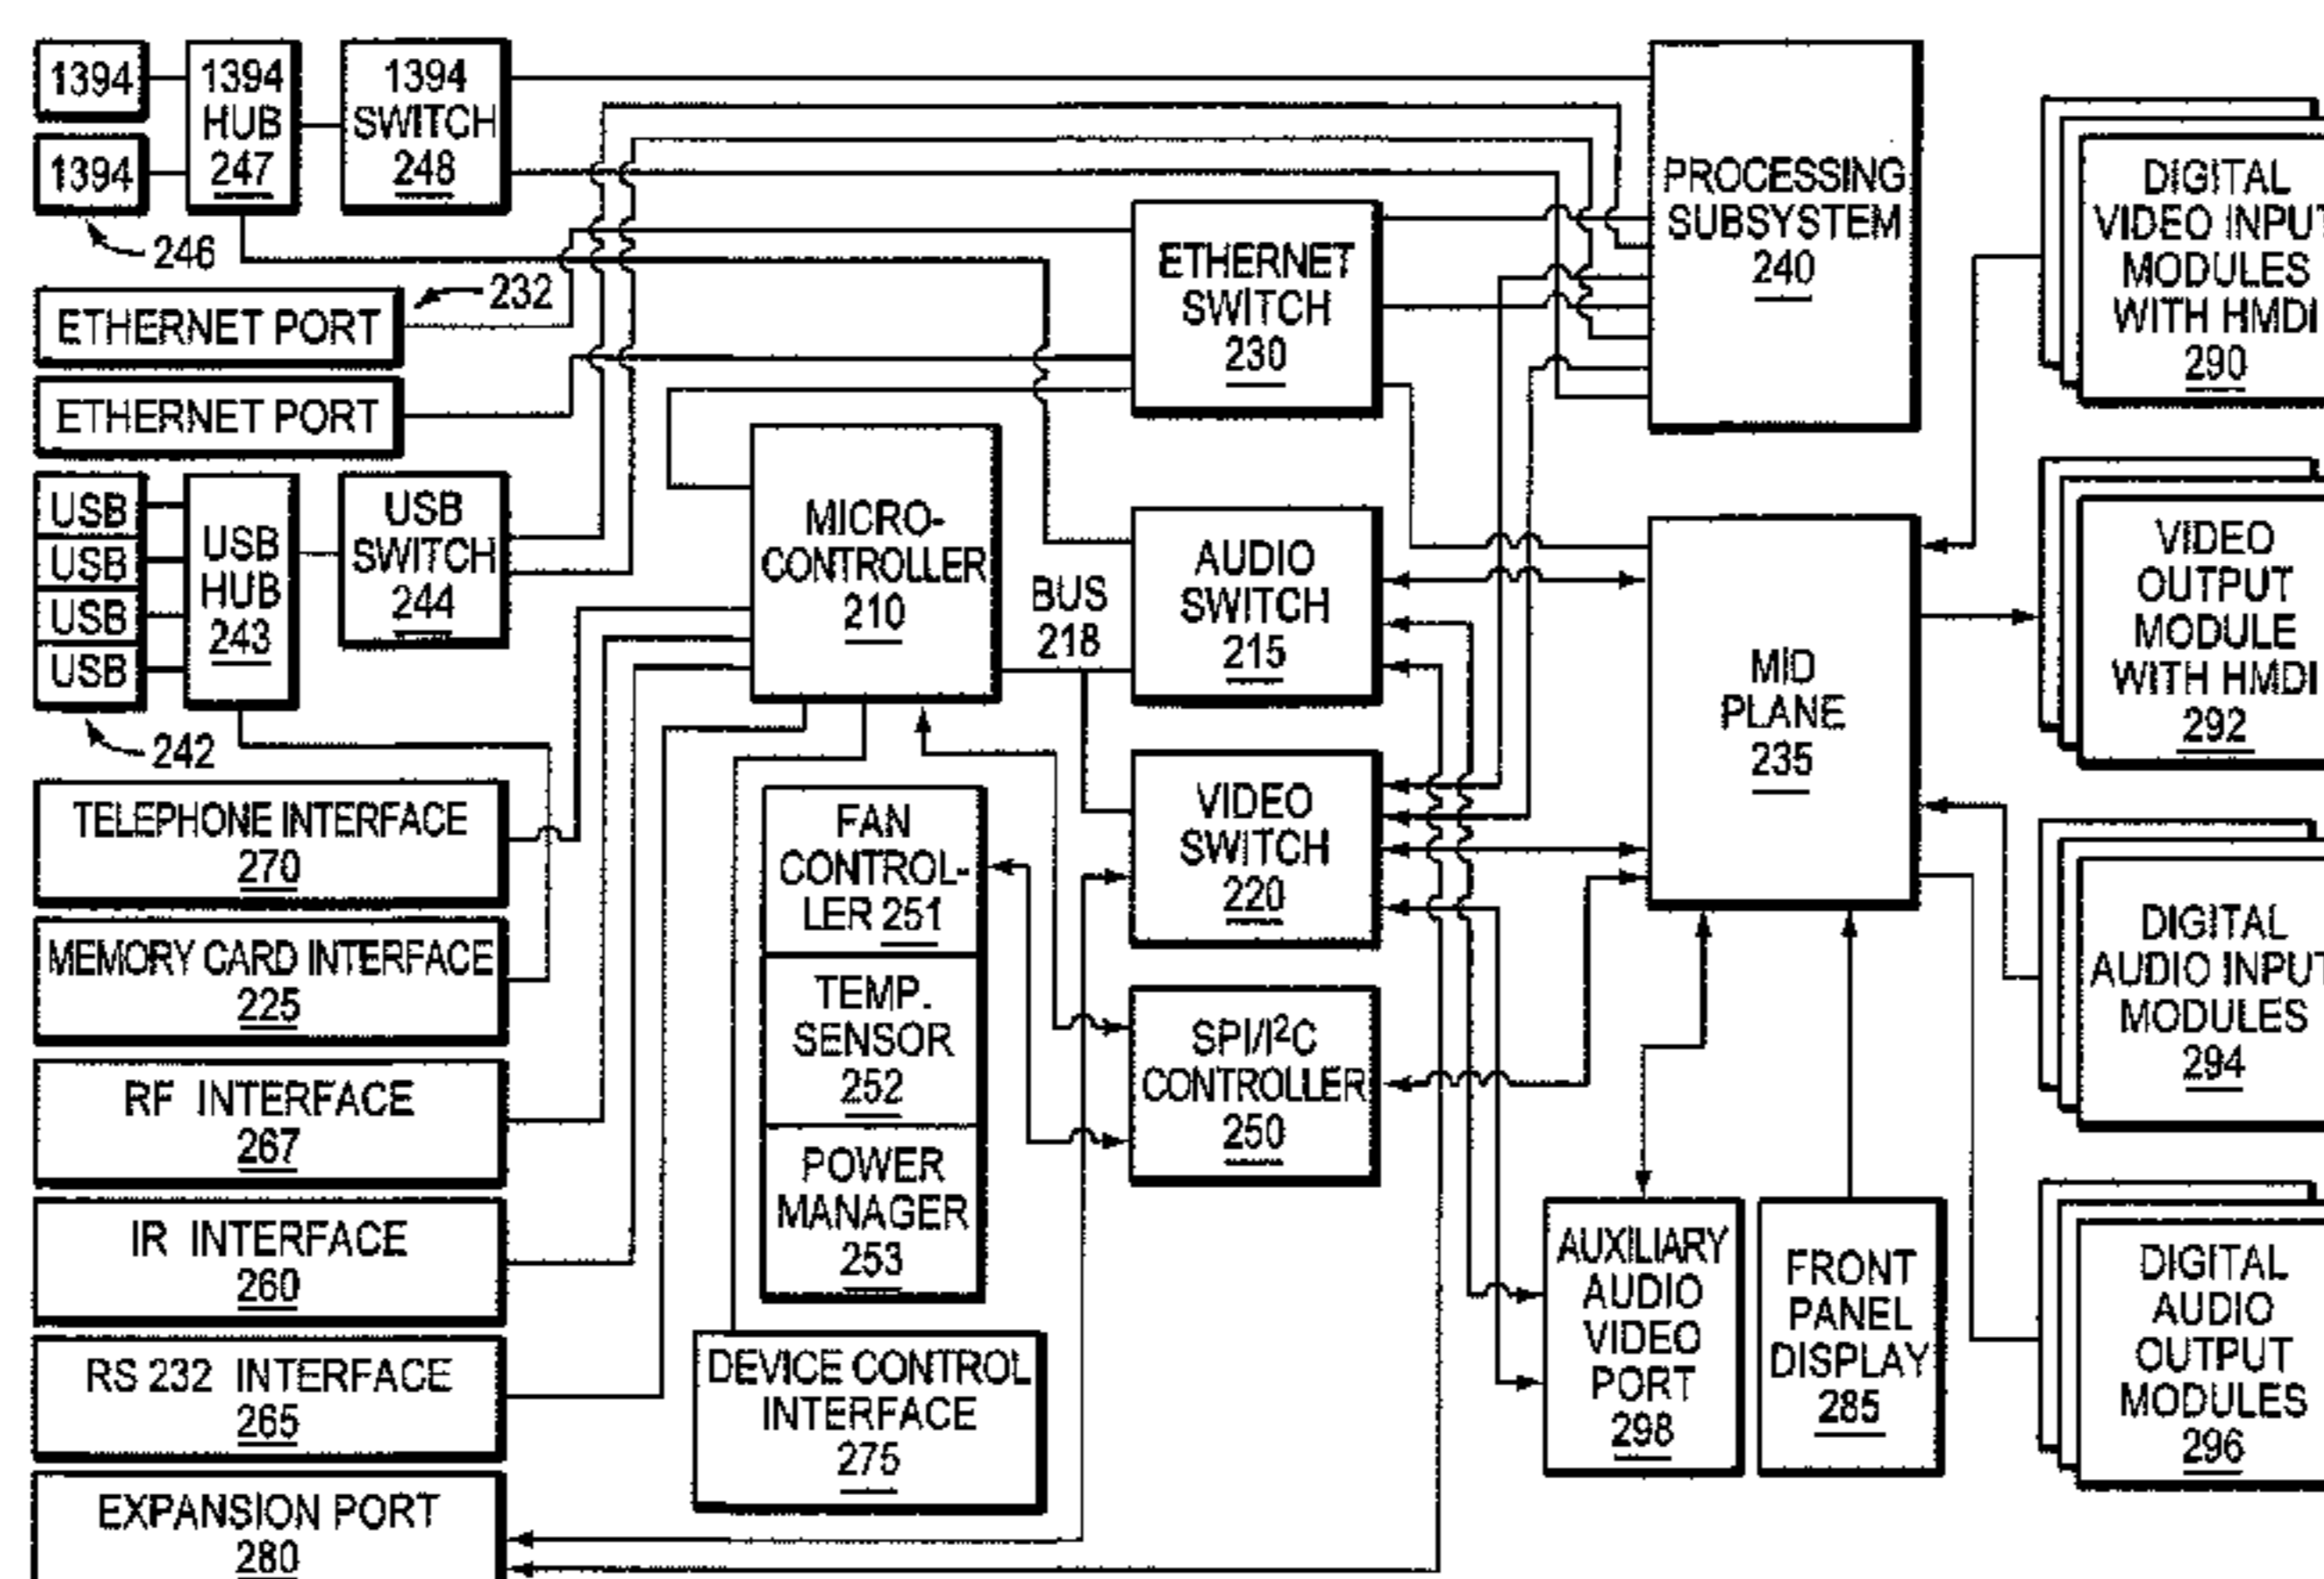 1394
1394
246
1394
HUB
247
1394
SWITCH
248
ETHERNET PORT
232
ETHERNET PORT
USB
USB
USB
USB
242
USB
HUB
243
USB
SWITCH
244
TELEPHONE INTERFACE
270
MEMORY CARD INTERFACE
225
RF INTERFACE
267
IR INTERFACE
260
RS 232 INTERFACE
265
EXPANSION PORT
280
MICRO-
CONTROLLER
210
BUS
218
FAN
CONTROL-
LER 251
TEMP.
SENSOR
252
POWER
MANAGER
253
DEVICE CONTROL
INTERFACE
275
ETHERNET
SWITCH
230
AUDIO
SWITCH
215
VIDEO
SWITCH
220
SPI/I²C
CONTROLLER
250
PROCESSING
SUBSYSTEM
240
MID
PLANE
235
AUXILIARY
AUDIO
VIDEO
PORT
298
FRONT
PANEL
DISPLAY
285
DIGITAL
VIDEO INPUT
MODULES
WITH HMDI
290
VIDEO
OUTPUT
MODULE
WITH HMDI
292
DIGITAL
AUDIO INPUT
MODULES
294
DIGITAL
AUDIO
OUTPUT
MODULES
296